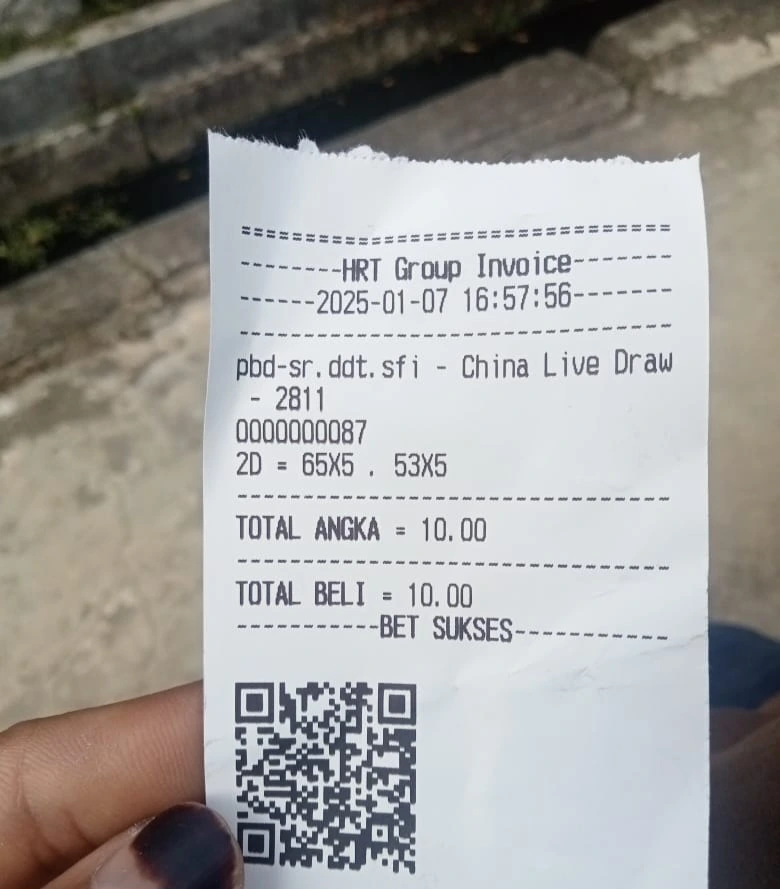 ================================
--------HRT Group Invoice-------
------2025-01-07 16:57:56-------
--------------------------------
pbd-sr.ddt.sfi - China Live Draw
- 2811
0000000087
2D = 65X5 . 53X5
--------------------------------
TOTAL ANGKA = 10.00
--------------------------------
TOTAL BELI = 10.00
-----------BET SUKSES-----------